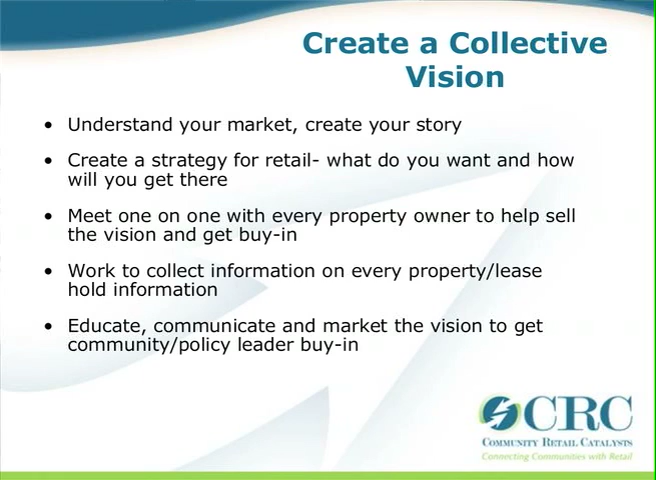 Create a Collective
Vision
• Understand your market, create your story
• Create a strategy for retail- what do you want and how
will you get there
• Meet one on one with every property owner to help sell
the vision and get buy-in
• Work to collect information on every property/lease
hold information
• Educate, communicate and market the vision to get
community/policy leader buy-in
CRC
Community Retail Catalysts
Connecting Communities with Retail